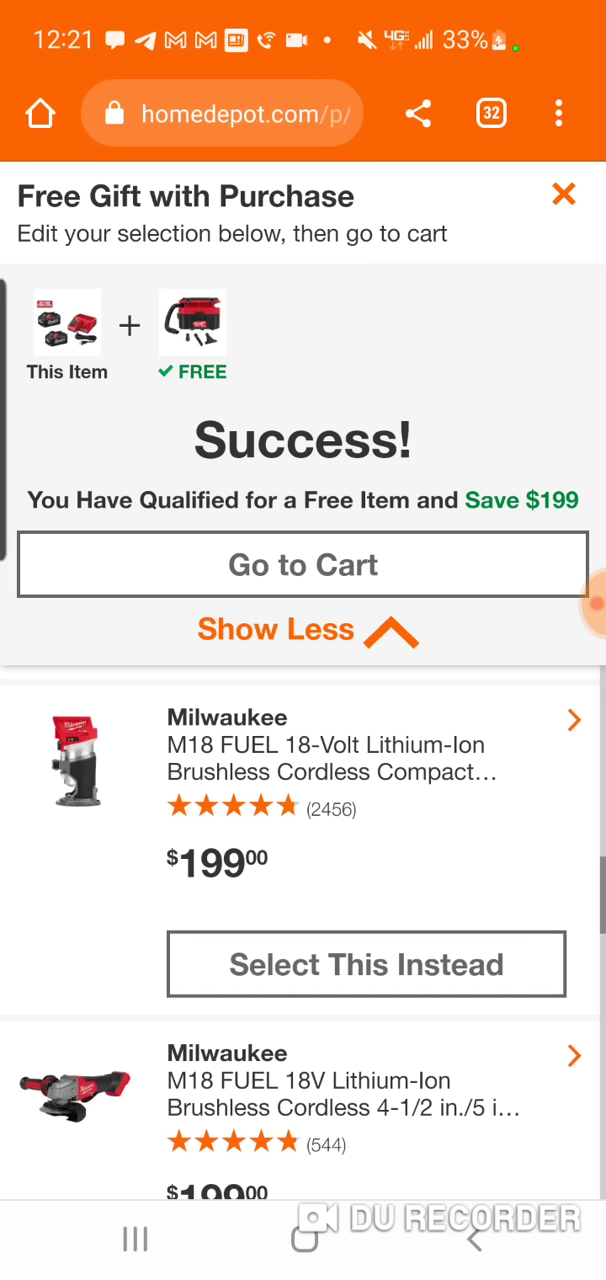 12:21 4G 33%
homedepot.com/p/ 32
Free Gift with Purchase
Edit your selection below, then go to cart
This Item + FREE
Success!
You Have Qualified for a Free Item and Save $199
Go to Cart
Show Less
Milwaukee
M18 FUEL 18-Volt Lithium-Ion
Brushless Cordless Compact...
(2456)
$19900
Select This Instead
Milwaukee
M18 FUEL 18V Lithium-Ion
Brushless Cordless 4-1/2 in./5 i...
(544)
$19900
DU RECORDER